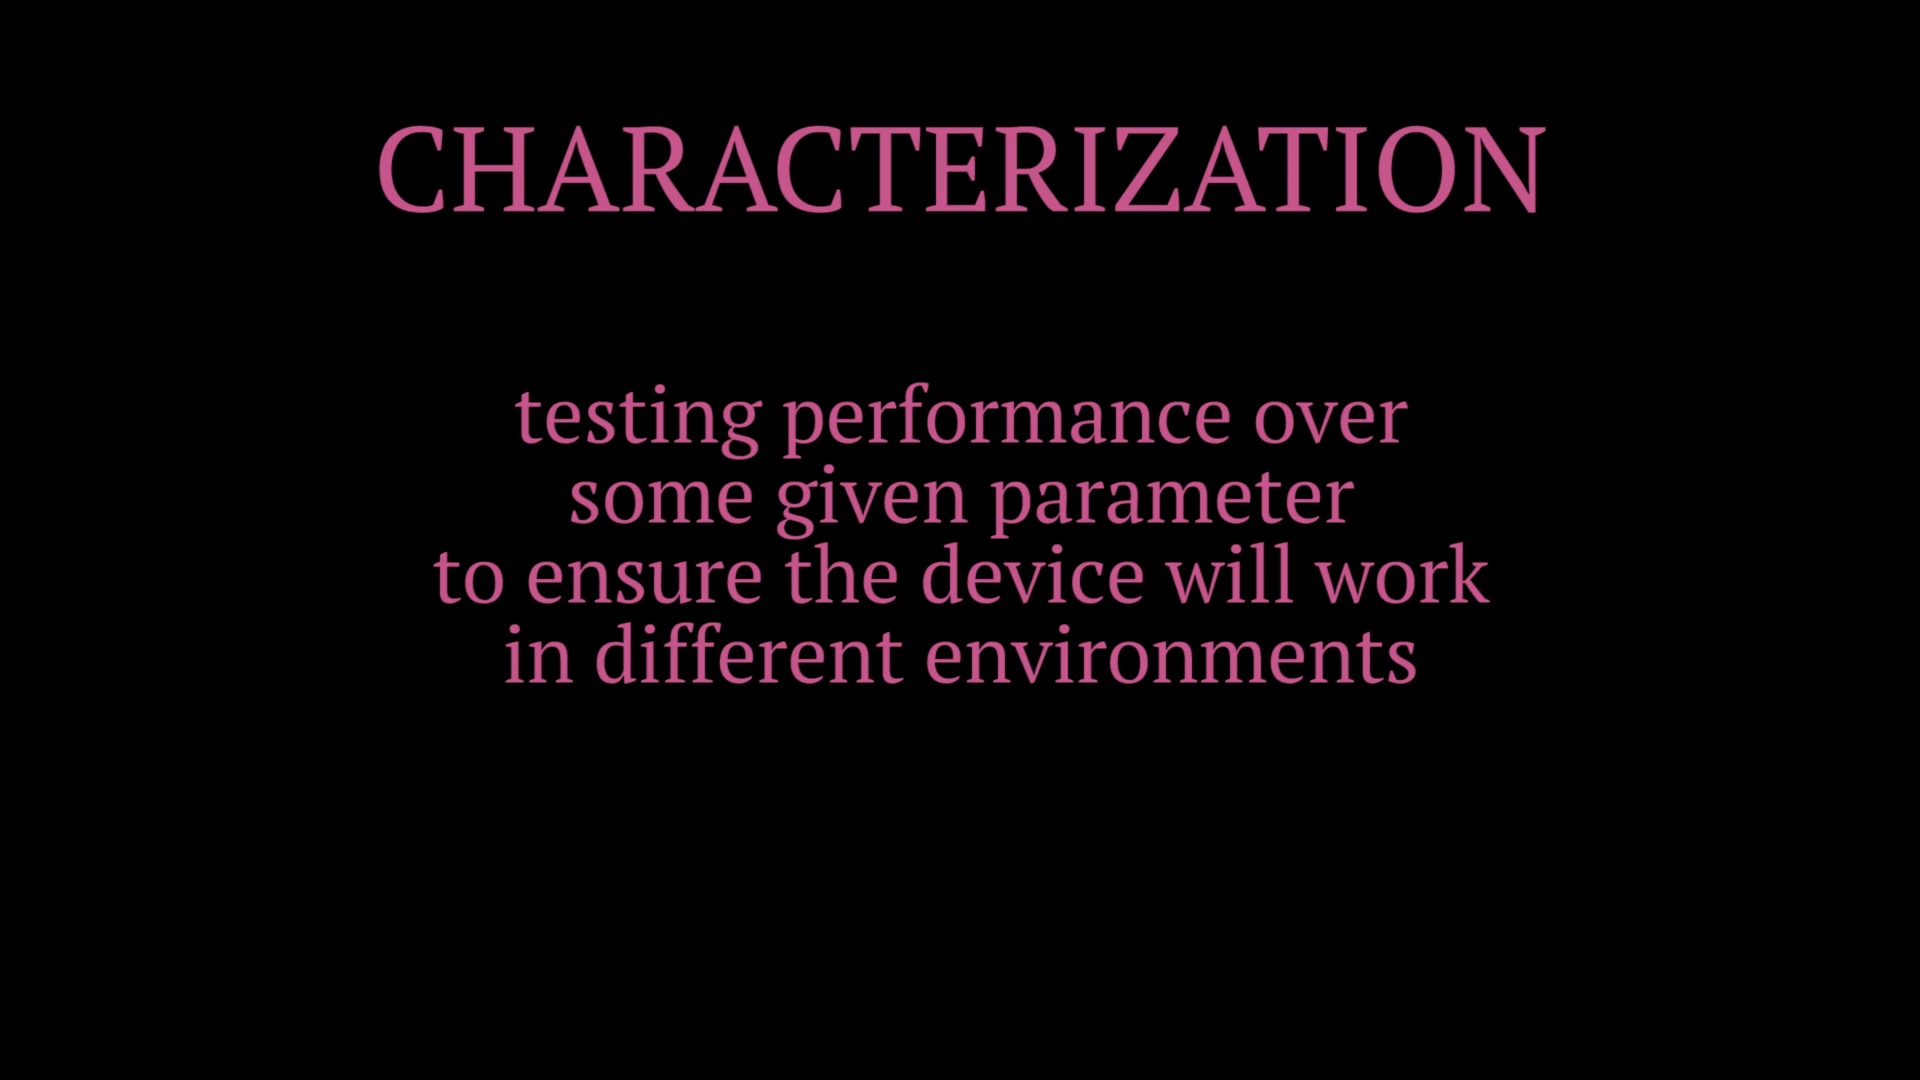 CHARACTERIZATION
testing performance over
some given parameter
to ensure the device will work
in different environments